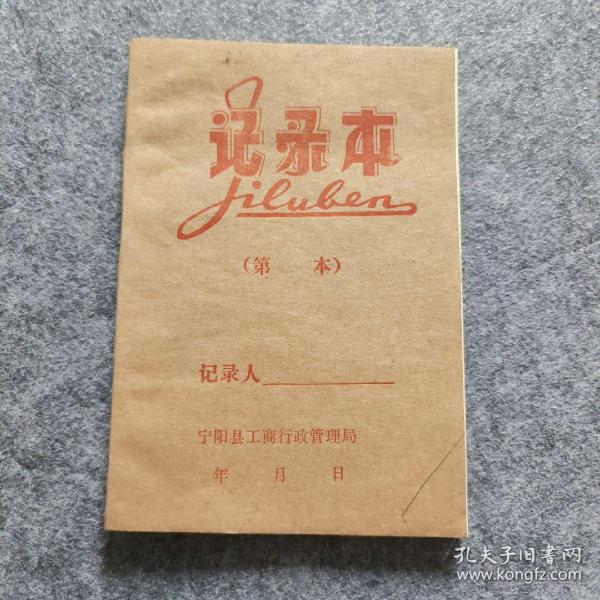 记录本
Jiluben
（第　本）
记录人
宁阳县工商行政管理局
年　月　日
孔夫子旧书网
www.kongfz.com